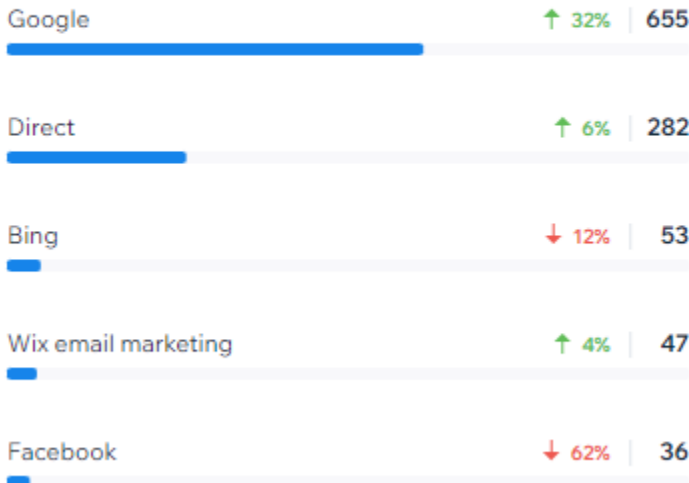 Google ↑ 32% 655
Direct ↑ 6% 282
Bing ↓ 12% 53
Wix email marketing ↑ 4% 47
Facebook ↓ 62% 36